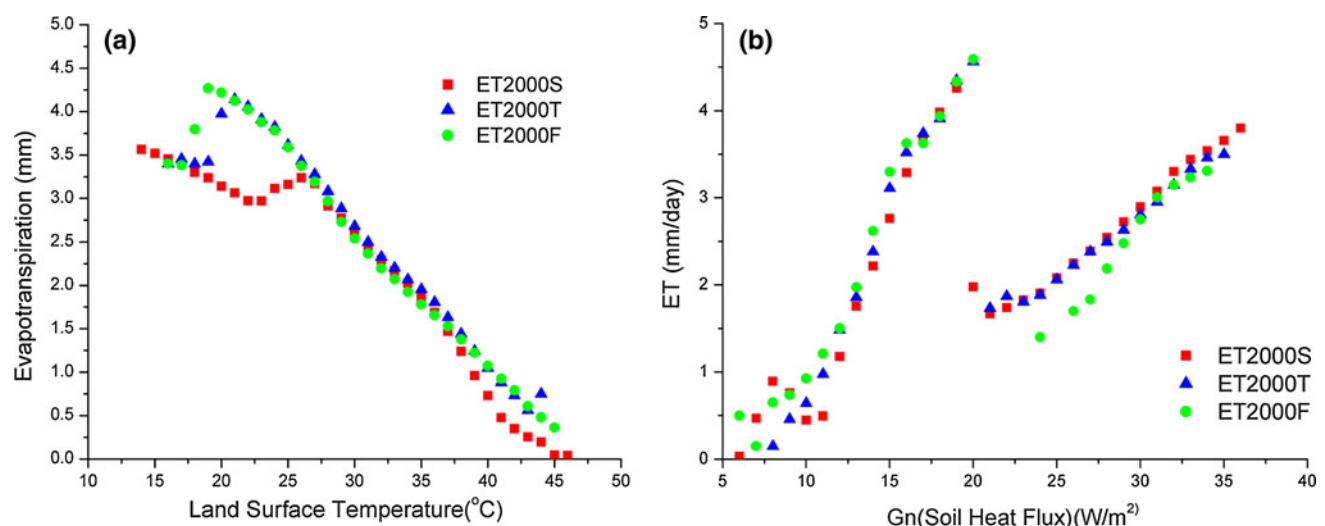 (a)
ET2000S
ET2000T
ET2000F
Evapotranspiration (mm)
5.0
4.5
4.0
3.5
3.0
2.5
2.0
1.5
1.0
0.5
0.0
10 15 20 25 30 35 40 45 50
Land Surface Temperature(°C)
(b)
ET (mm/day)
5
4
3
2
1
0
ET2000S
ET2000T
ET2000F
5 10 15 20 25 30 35 40
Gn(Soil Heat Flux)(W/m²⁾